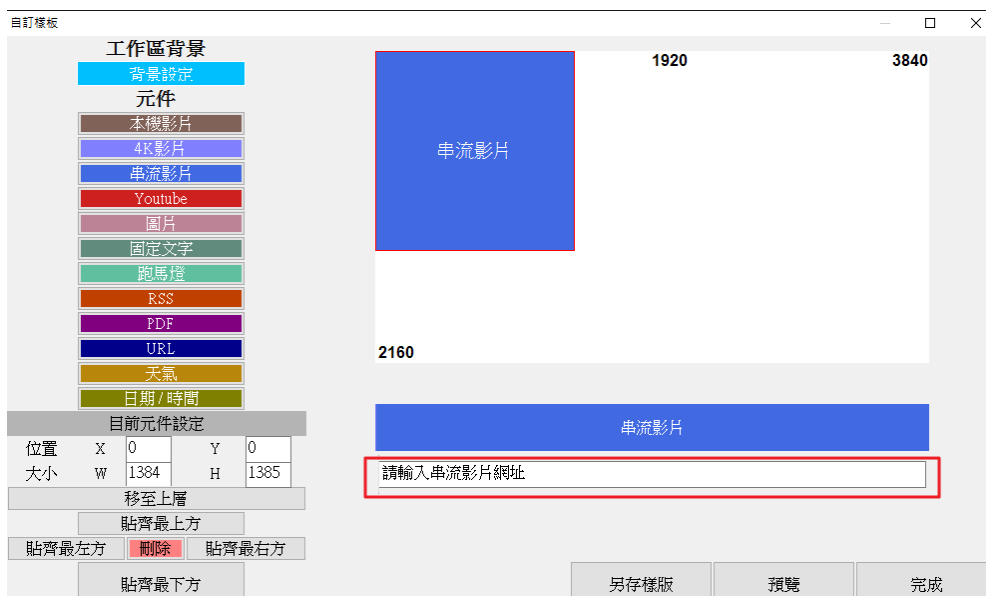 自訂樣板
工作區背景
背景設定
元件
本機影片
4K影片
串流影片
Youtube
圖片
固定文字
跑馬燈
RSS
PDF
URL
天氣
日期/時間
目前元件設定
位置 X 0 Y 0
大小 W 1384 H 1385
移至上層
貼齊最上方
貼齊最左方 刪除 貼齊最右方
貼齊最下方
1920 3840
串流影片
2160
串流影片
請輸入串流影片網址
另存樣版 預覽 完成